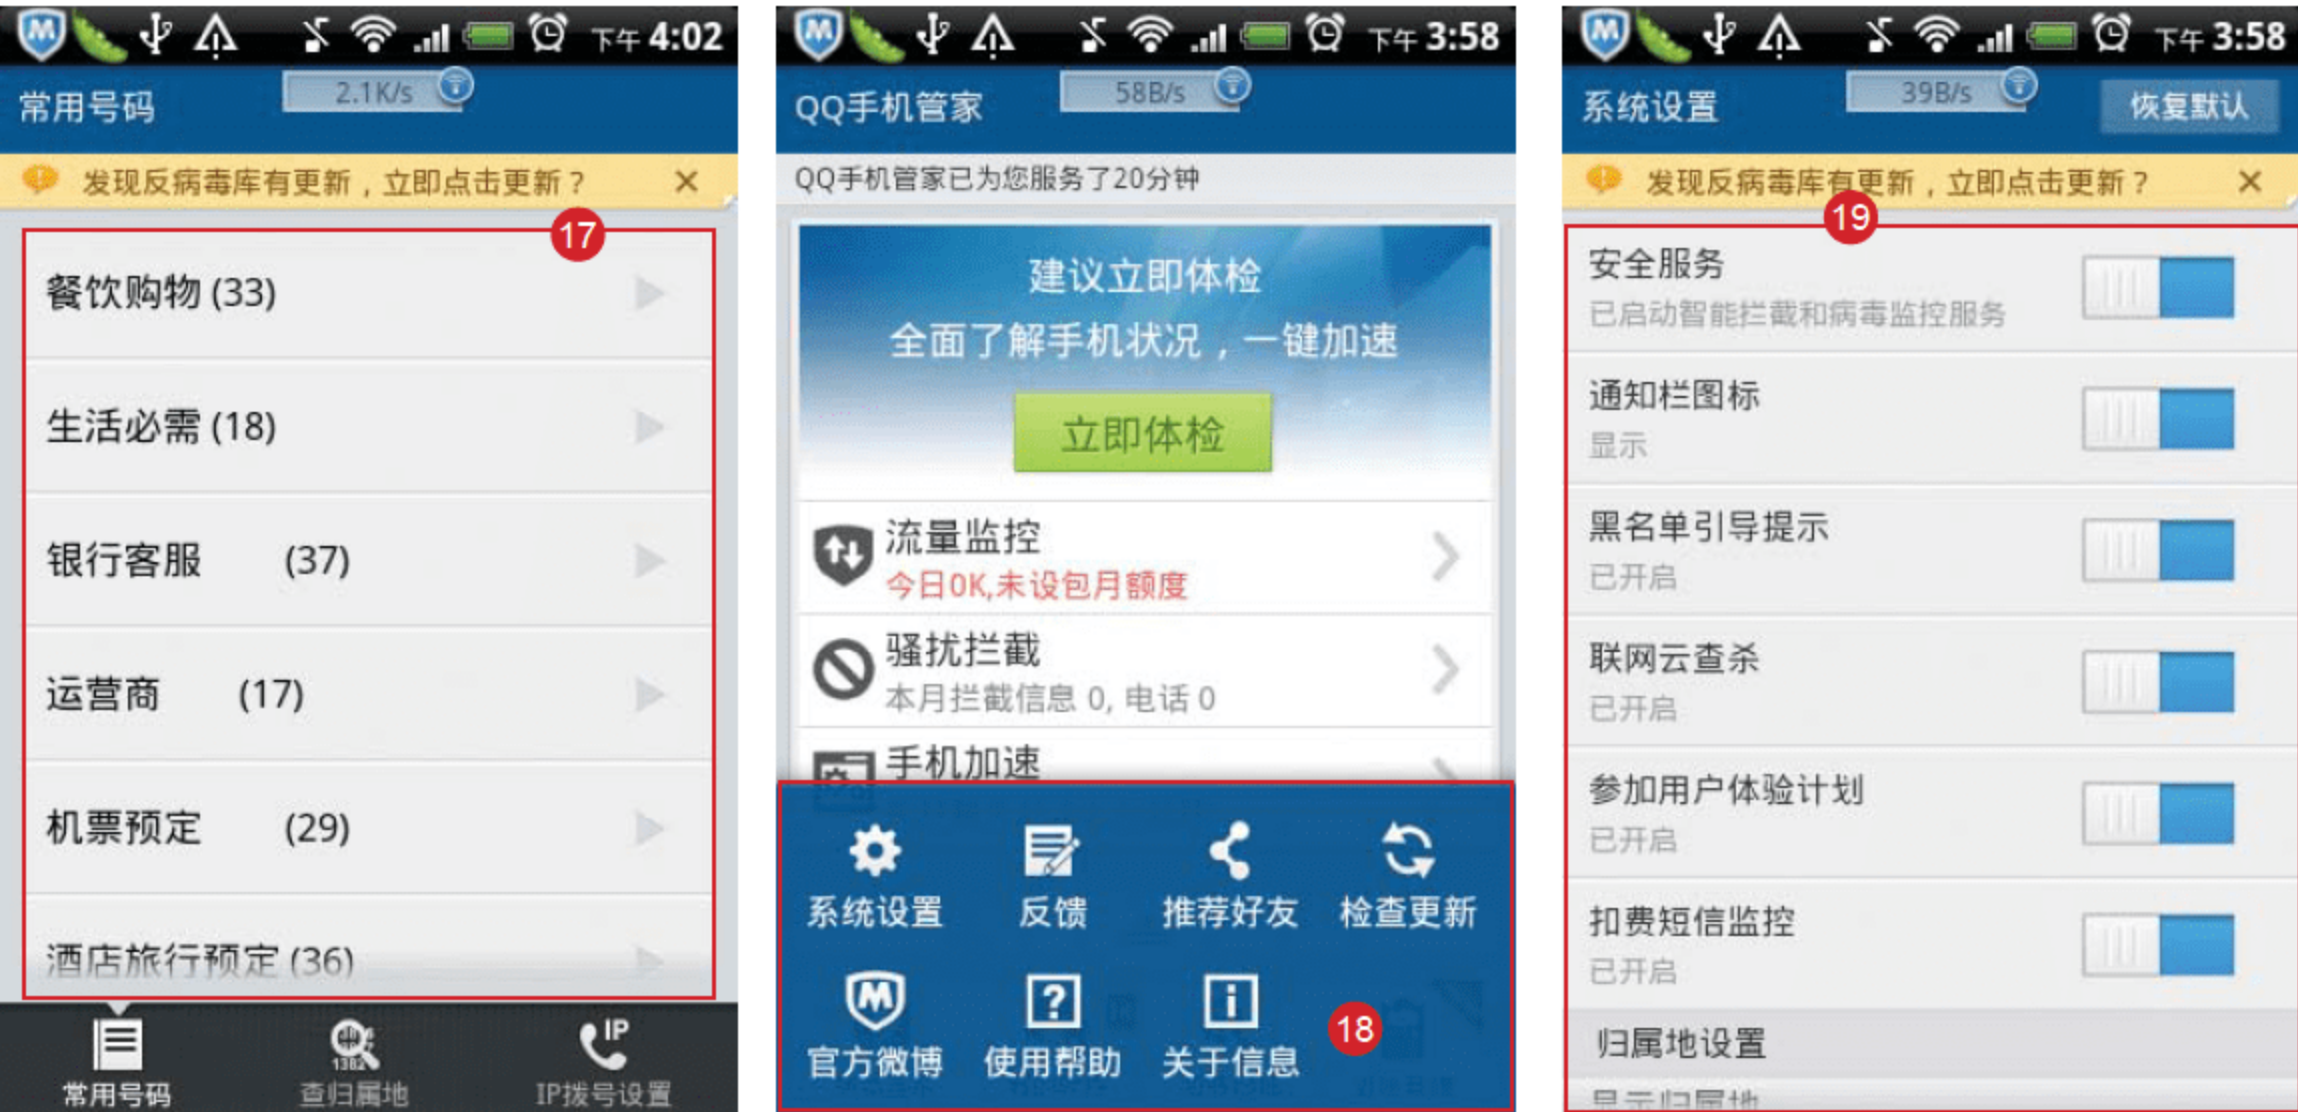 下午 4:02
常用号码
2.1K/s
发现反病毒库有更新，立即点击更新？
17
餐饮购物 (33)
生活必需 (18)
银行客服 (37)
运营商 (17)
机票预定 (29)
酒店旅行预定 (36)
常用号码
查归属地
IP
IP拨号设置
下午 3:58
QQ手机管家
58B/s
QQ手机管家已为您服务了20分钟
建议立即体检
全面了解手机状况，一键加速
立即体检
流量监控
今日0K,未设包月额度
骚扰拦截
本月拦截信息 0, 电话 0
手机加速
系统设置
反馈
推荐好友
检查更新
官方微博
使用帮助
关于信息
18
下午 3:58
系统设置
39B/s
恢复默认
发现反病毒库有更新，立即点击更新？
19
安全服务
已启动智能拦截和病毒监控服务
通知栏图标
显示
黑名单引导提示
已开启
联网云查杀
已开启
参加用户体验计划
已开启
扣费短信监控
已开启
归属地设置
显示归属地